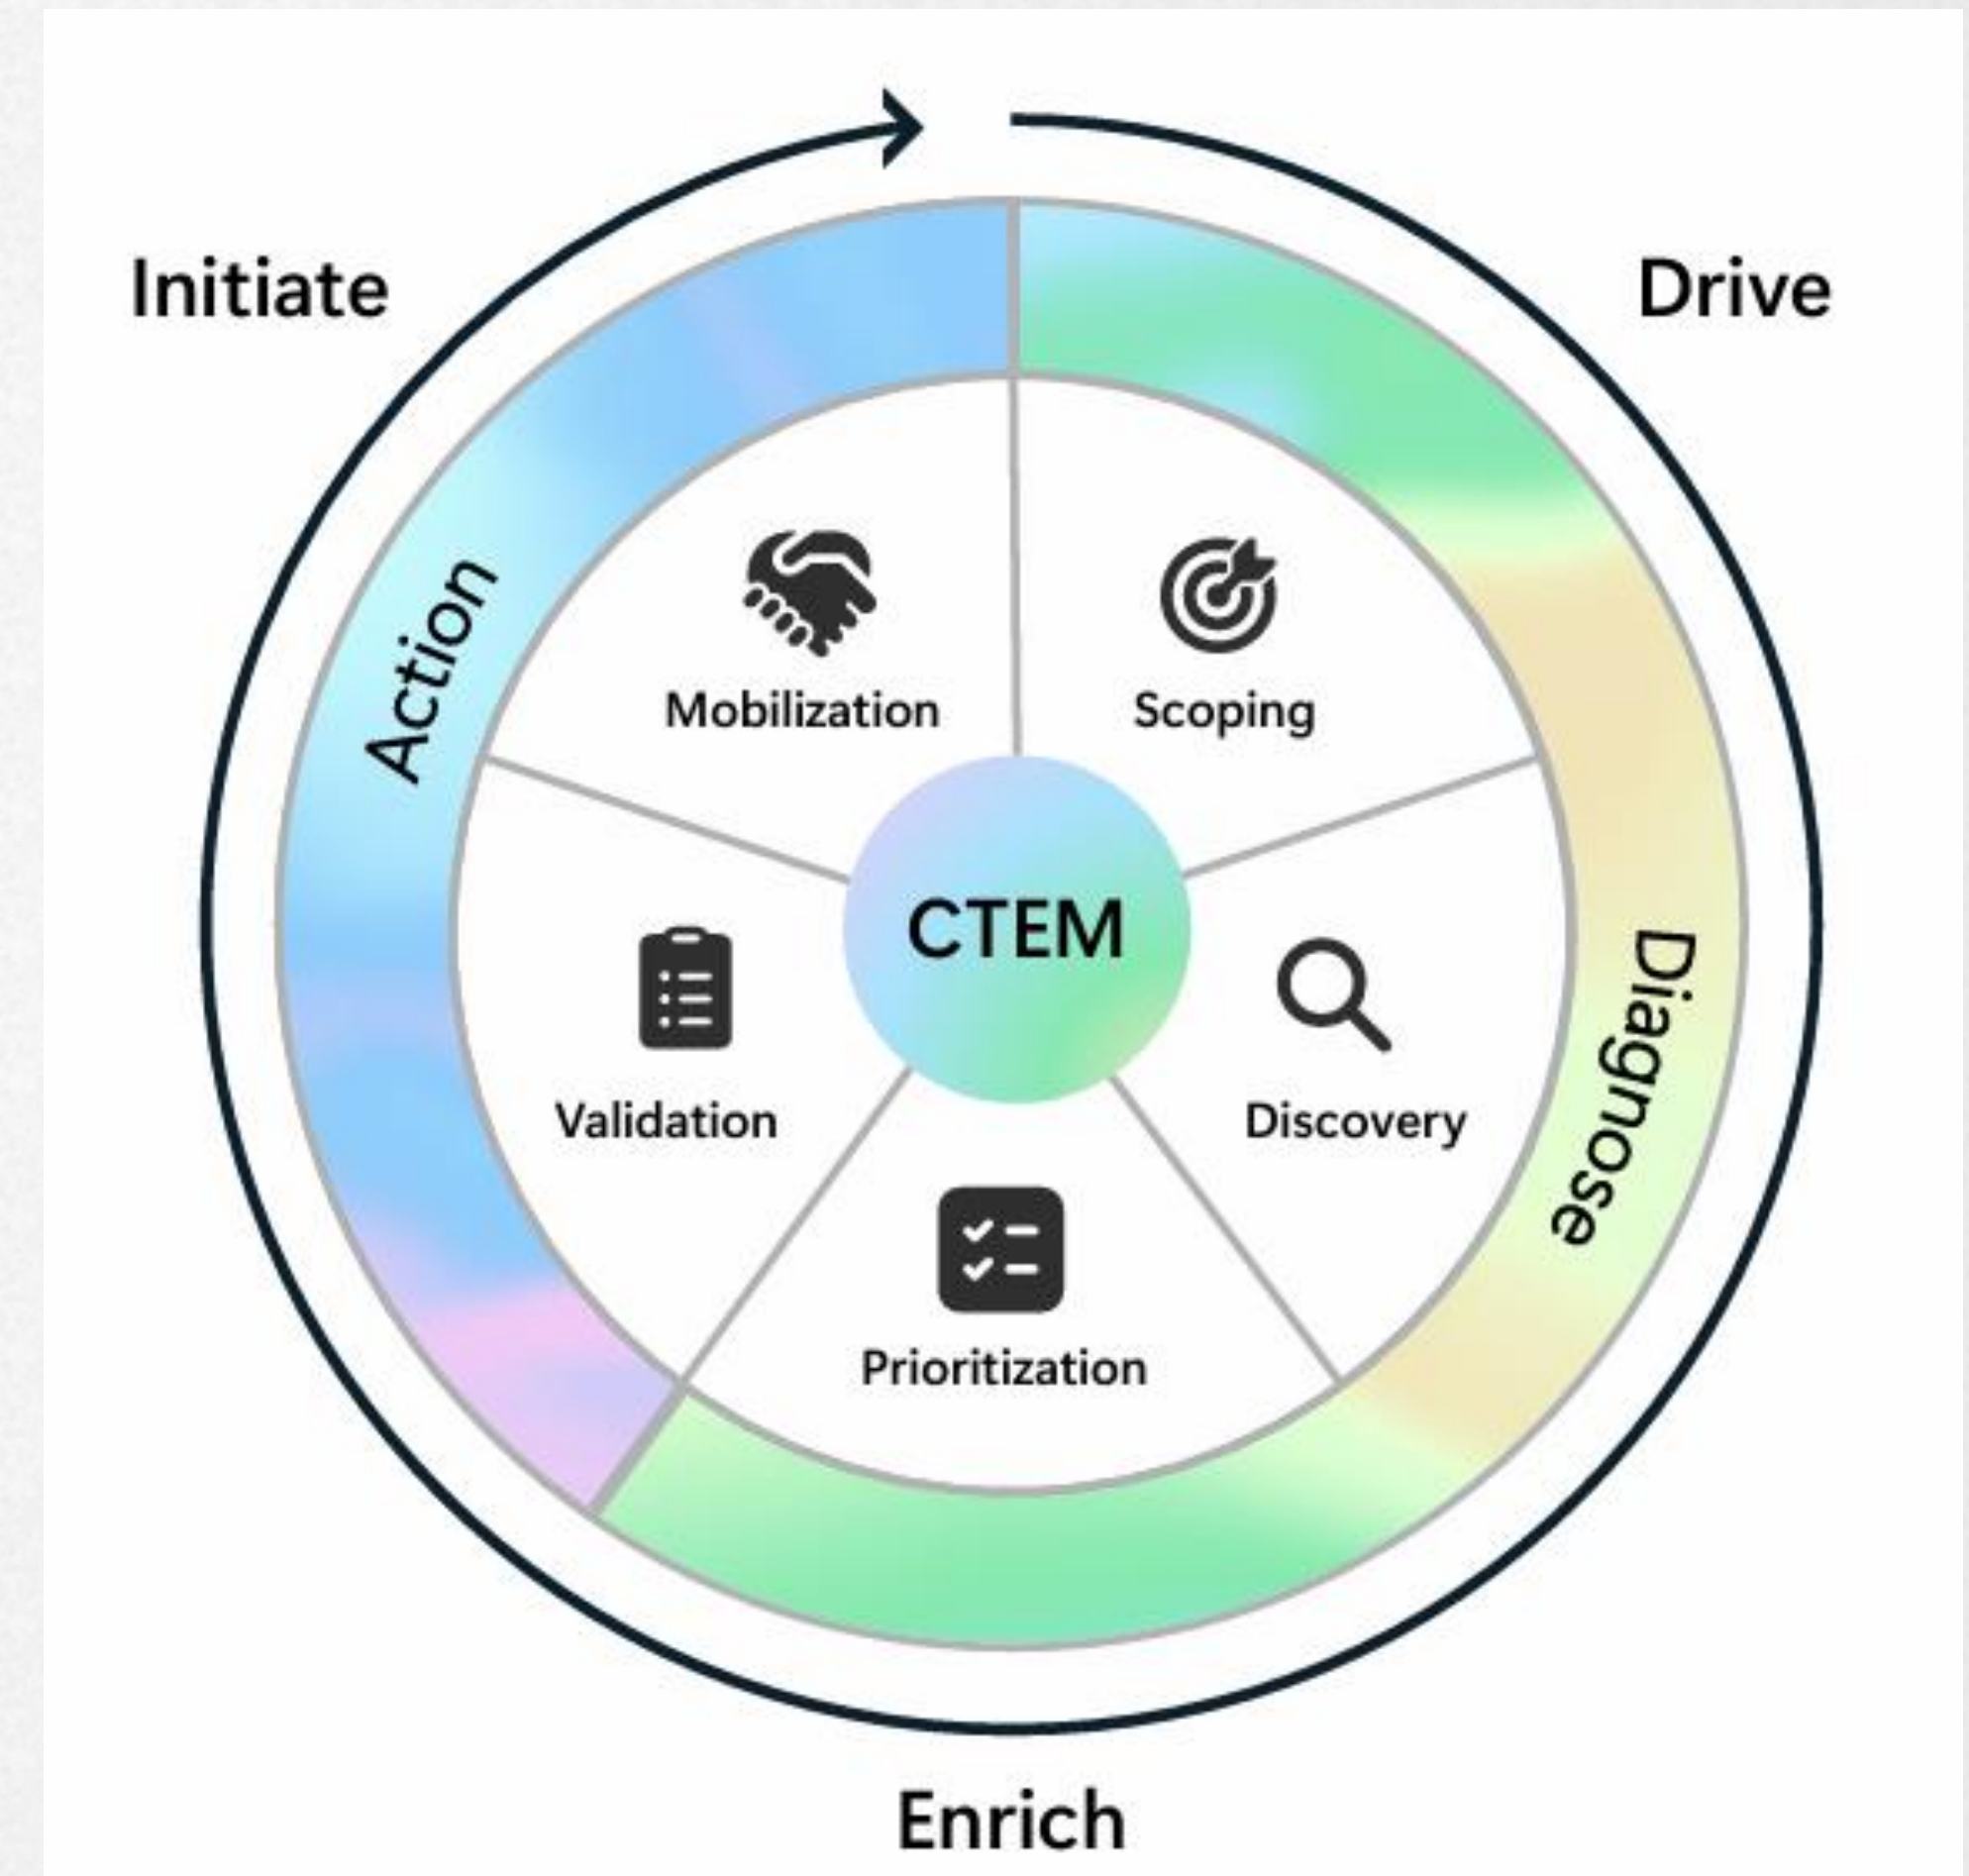 Initiate
Drive
Action
Mobilization
Scoping
CTEM
Diagnose
Validation
Discovery
Prioritization
Enrich